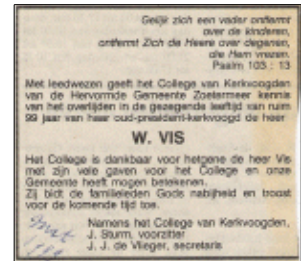 Gelijk zich een vader ontfermt
over de kinderen,
ontfermt Zich de Heere over degenen,
die Hem vrezen.
Psalm 103 : 13
Met leedwezen geeft het College van Kerkvoogden
van de Hervormde Gemeente Zoetermeer kennis
van het overlijden in de gezegende leeftijd van ruim
99 jaar van haar oud-president-kerkvoogd de heer
W. VIS
Het College is dankbaar voor hetgene de heer Vis
met zijn vele gaven voor het College en onze
Gemeente heeft mogen betekenen.
Zij bidt de familieleden Gods nabijheid en troost
voor de komende tijd toe.
Namens het College van Kerkvoogden,
J. Sturm, voorzitter
J. J. de Vlieger, secretaris